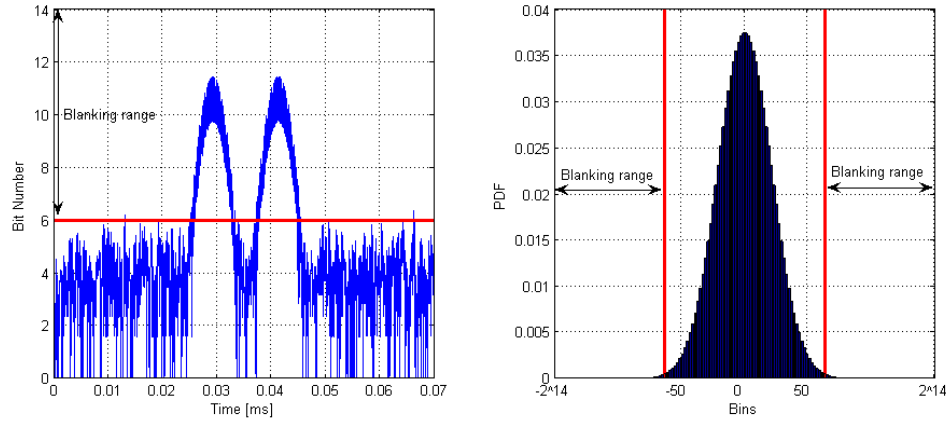 14
12
10
8
6
4
2
0
Bit Number
Blanking range
0 0.01 0.02 0.03 0.04 0.05 0.06 0.07
Time [ms]
0.04
0.035
0.03
0.025
0.02
0.015
0.01
0.005
0
PDF
Blanking range
Blanking range
-2^14 -50 0 50 2^14
Bins